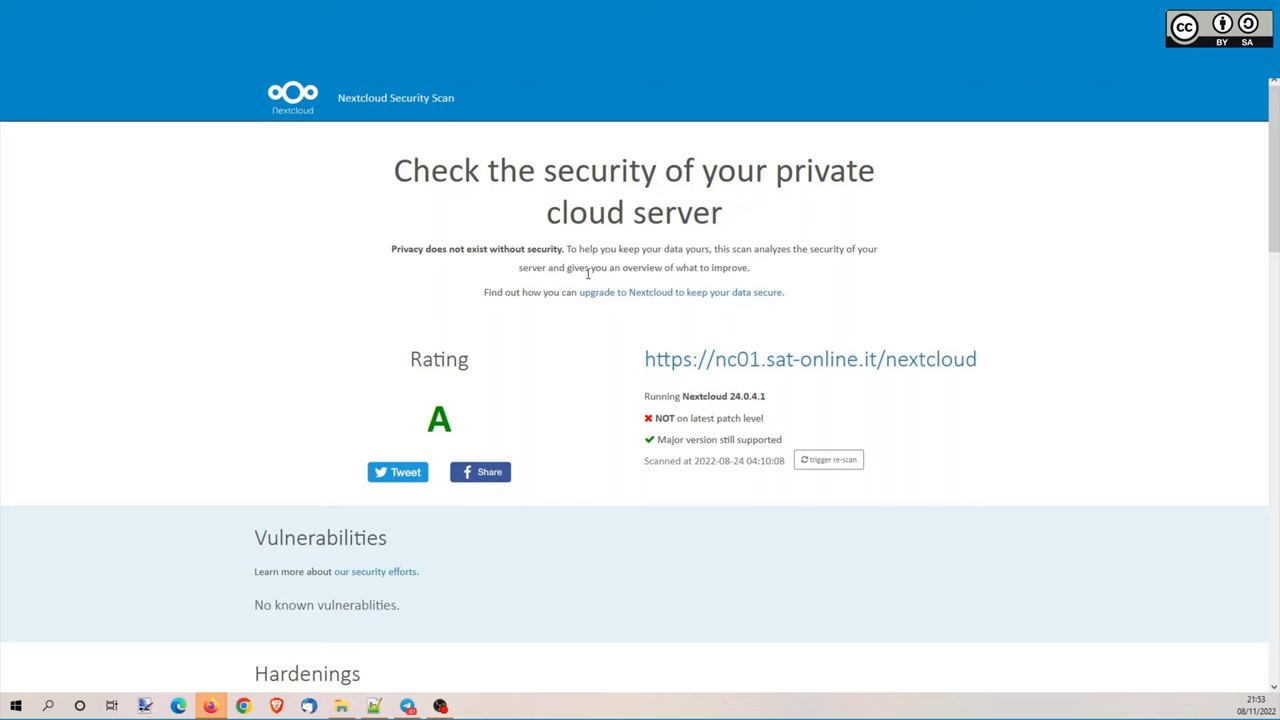 CC
BY SA
Nextcloud
Nextcloud Security Scan
Check the security of your private
cloud server
Privacy does not exist without security. To help you keep your data yours, this scan analyzes the security of your
server and gives you an overview of what to improve.
Find out how you can upgrade to Nextcloud to keep your data secure.
Rating
A
Tweet
Share
https://nc01.sat-online.it/nextcloud
Running Nextcloud 24.0.4.1
NOT on latest patch level
Major version still supported
Scanned at 2022-08-24 04:10:08
trigger re-scan
Vulnerabilities
Learn more about our security efforts.
No known vulnerablities.
Hardenings
21:53
08/11/2022